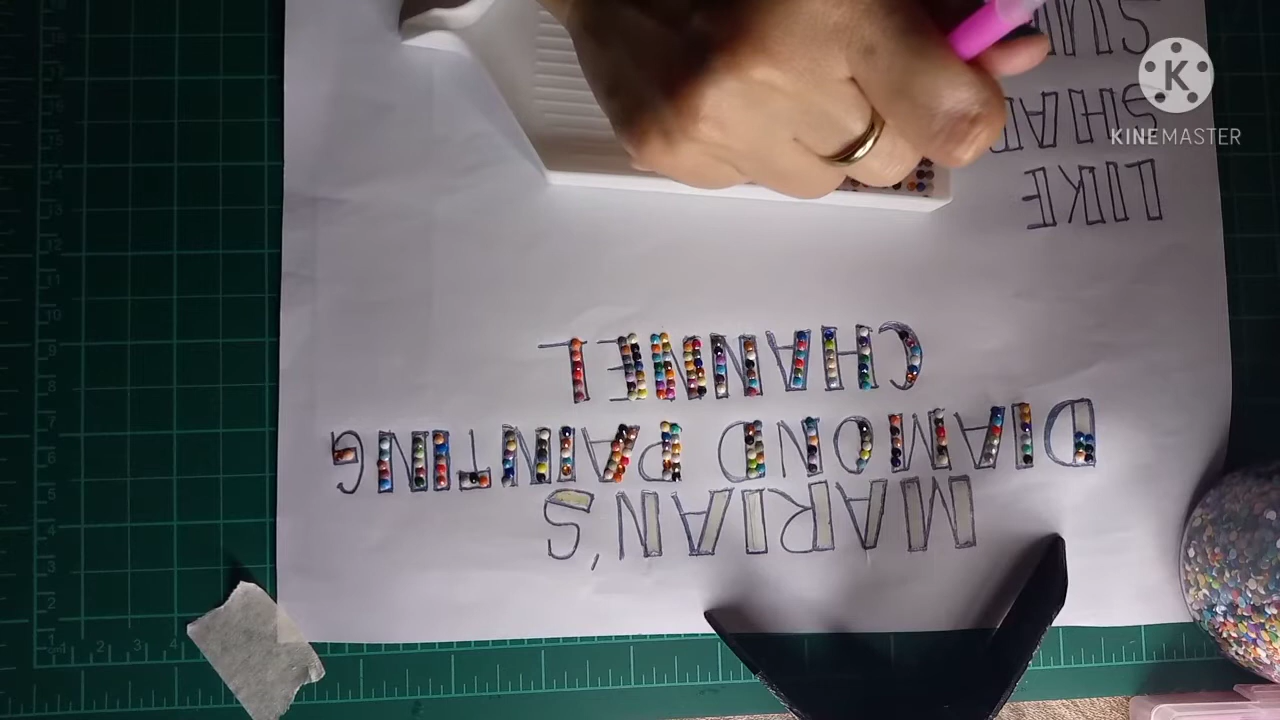 MARIAN'S
DIAMOND PAINTING
CHANNEL
LIKE
K
KINEMASTER